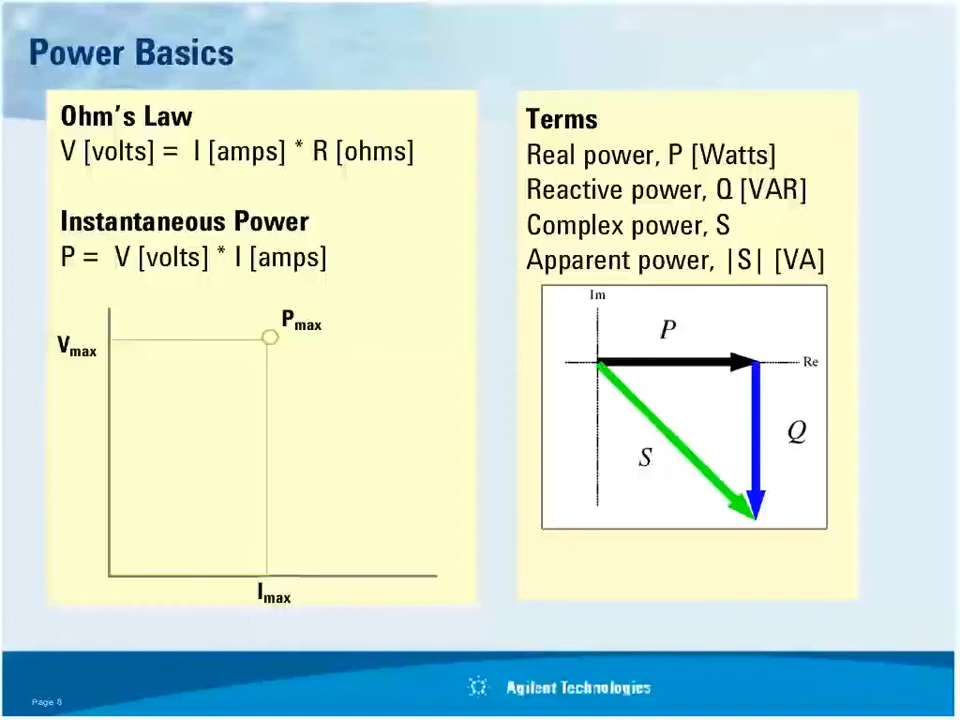 Power Basics
Ohm's Law
V [volts] = I [amps] * R [ohms]
Instantaneous Power
P = V [volts] * I [amps]
Pmax
Vmax
Imax
Terms
Real power, P [Watts]
Reactive power, Q [VAR]
Complex power, S
Apparent power, |S| [VA]
Im
P
Re
Q
S
Page 8
Agilent Technologies